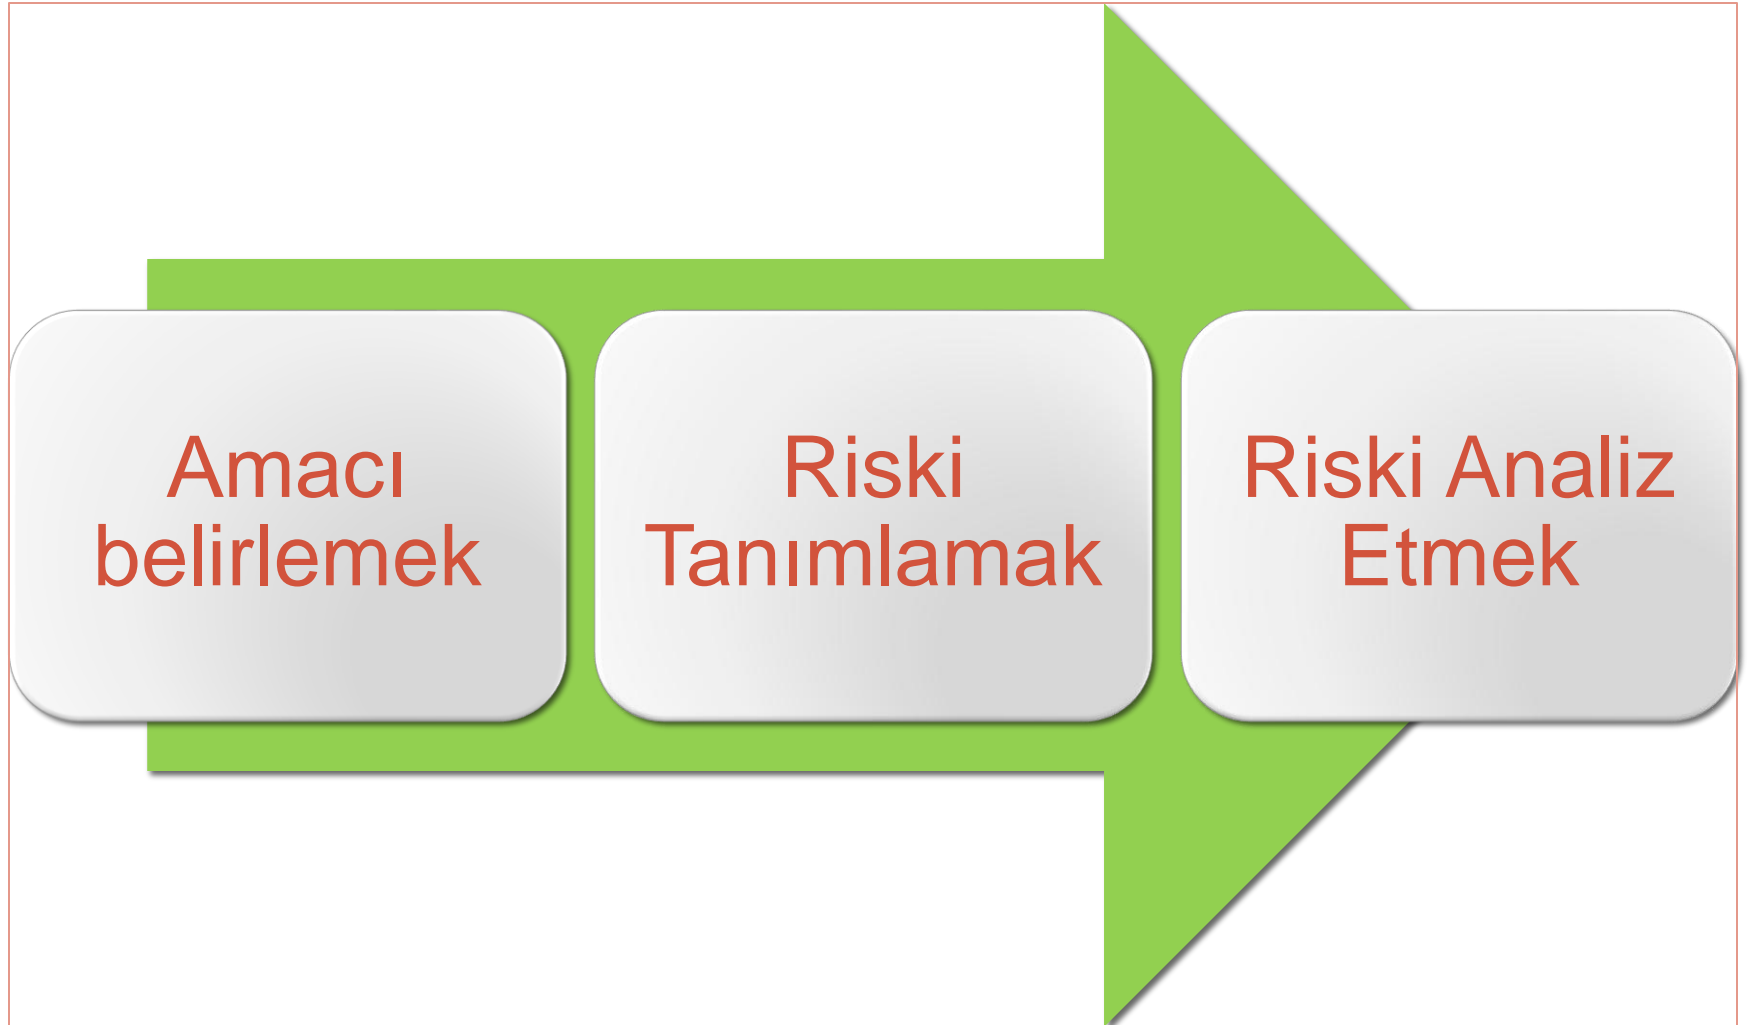 Amacı
belirlemek
Riski
Tanımlamak
Riski Analiz
Etmek